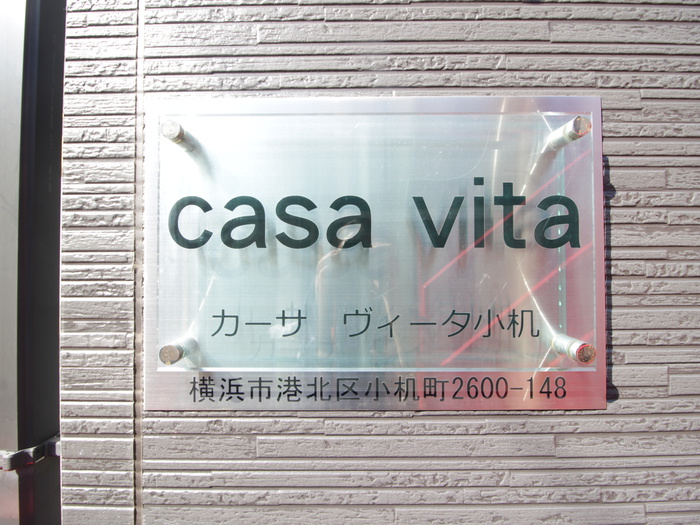 casa vita
カーサ　ヴィータ小机
横浜市港北区小机町2600-148